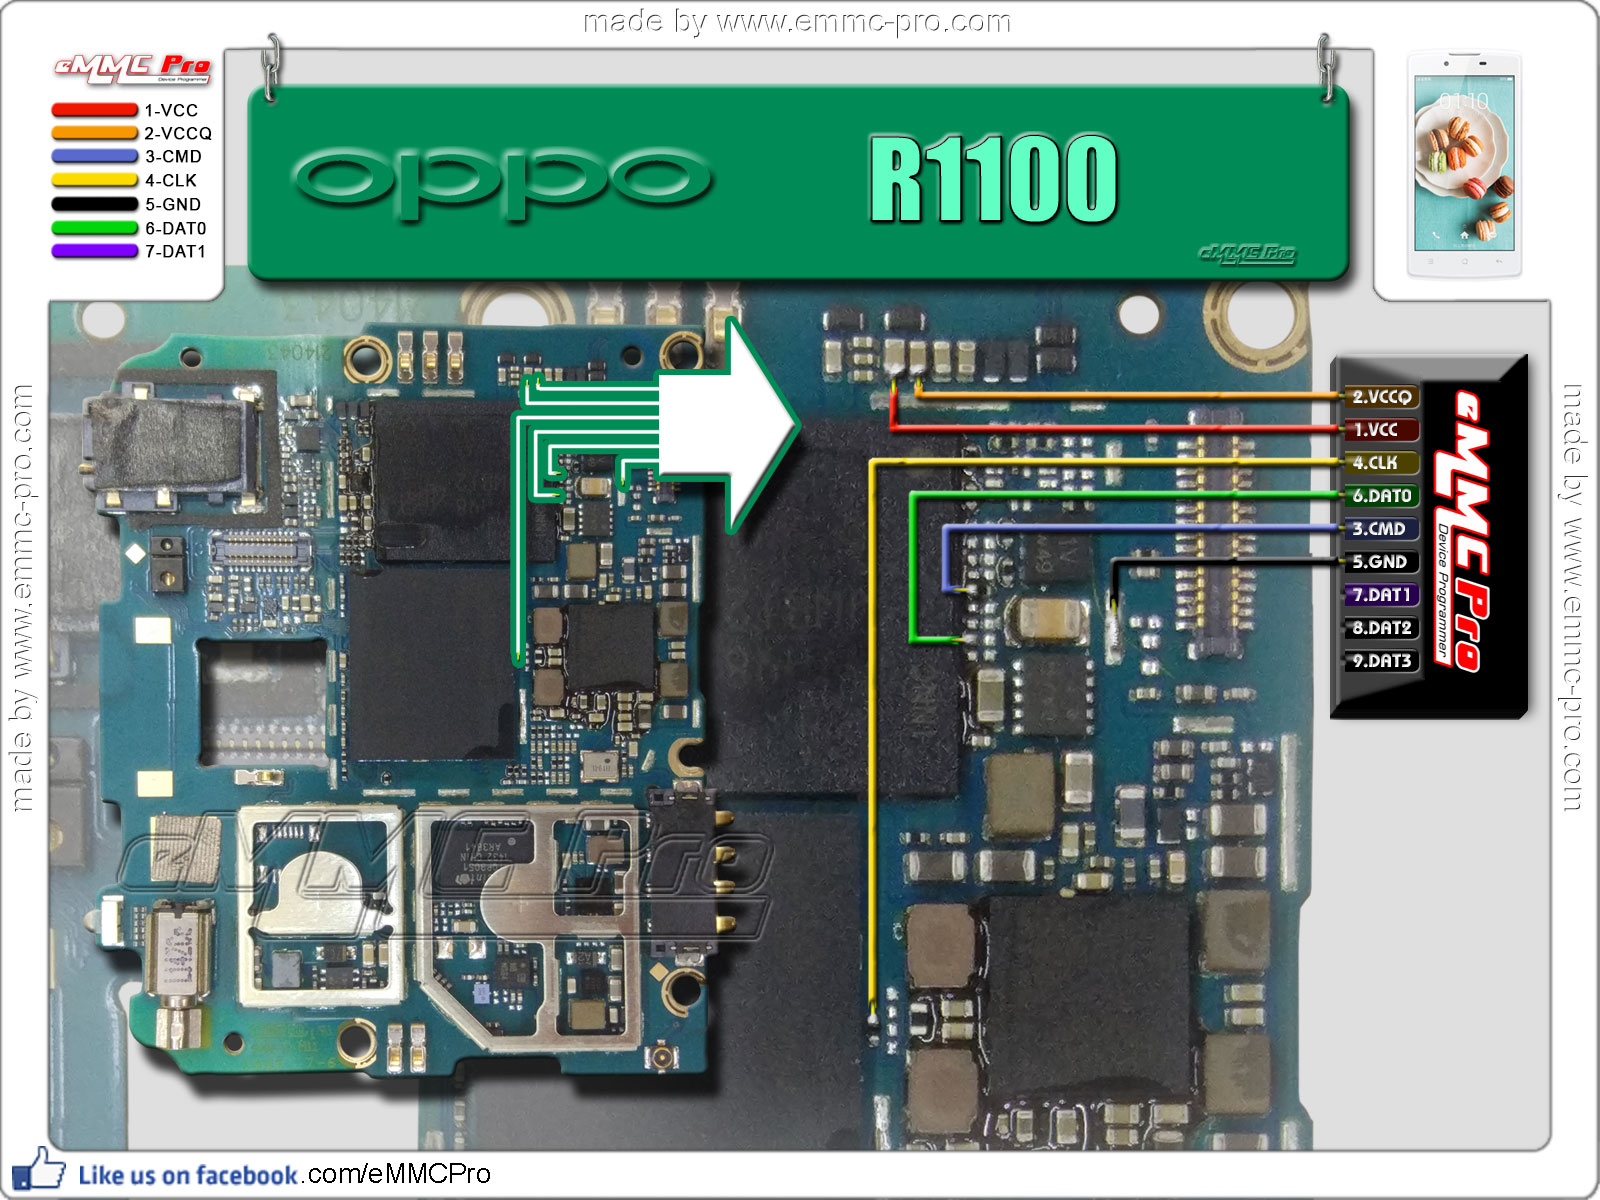 made by www.emmc-pro.com
eMMC Pro
Device Programmer
1-VCC
2-VCCQ
3-CMD
4-CLK
5-GND
6-DAT0
7-DAT1
oppo
R1100
eMMC Pro
01:10
2.VCCQ
1.VCC
4.CLK
6.DAT0
3.CMD
5.GND
7.DAT1
8.DAT2
9.DAT3
eMMC Pro
Device Programmer
made by www.emmc-pro.com
made by www.emmc-pro.com
eMMC Pro
Like us on facebook.com/eMMCPro